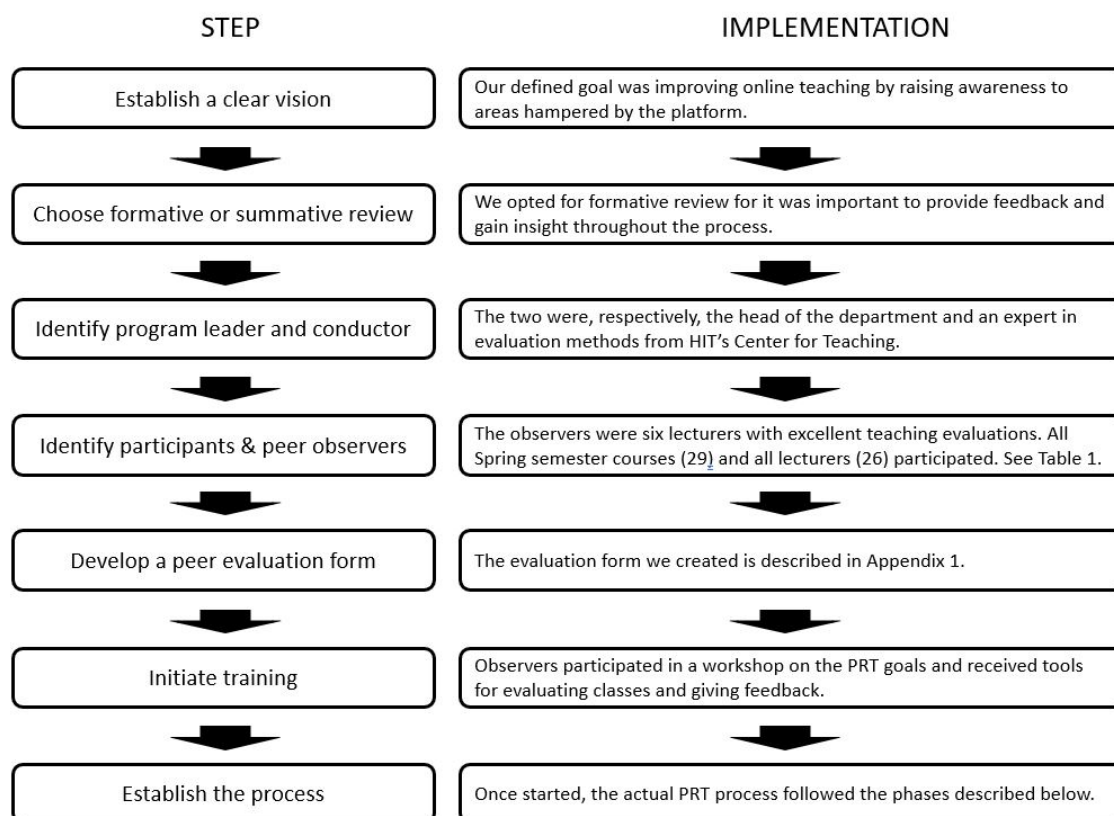 STEP
IMPLEMENTATION
Establish a clear vision
Our defined goal was improving online teaching by raising awareness to
areas hampered by the platform.
Choose formative or summative review
We opted for formative review for it was important to provide feedback and
gain insight throughout the process.
Identify program leader and conductor
The two were, respectively, the head of the department and an expert in
evaluation methods from HIT’s Center for Teaching.
Identify participants & peer observers
The observers were six lecturers with excellent teaching evaluations. All
Spring semester courses (29) and all lecturers (26) participated. See Table 1.
Develop a peer evaluation form
The evaluation form we created is described in Appendix 1.
Initiate training
Observers participated in a workshop on the PRT goals and received tools
for evaluating classes and giving feedback.
Establish the process
Once started, the actual PRT process followed the phases described below.